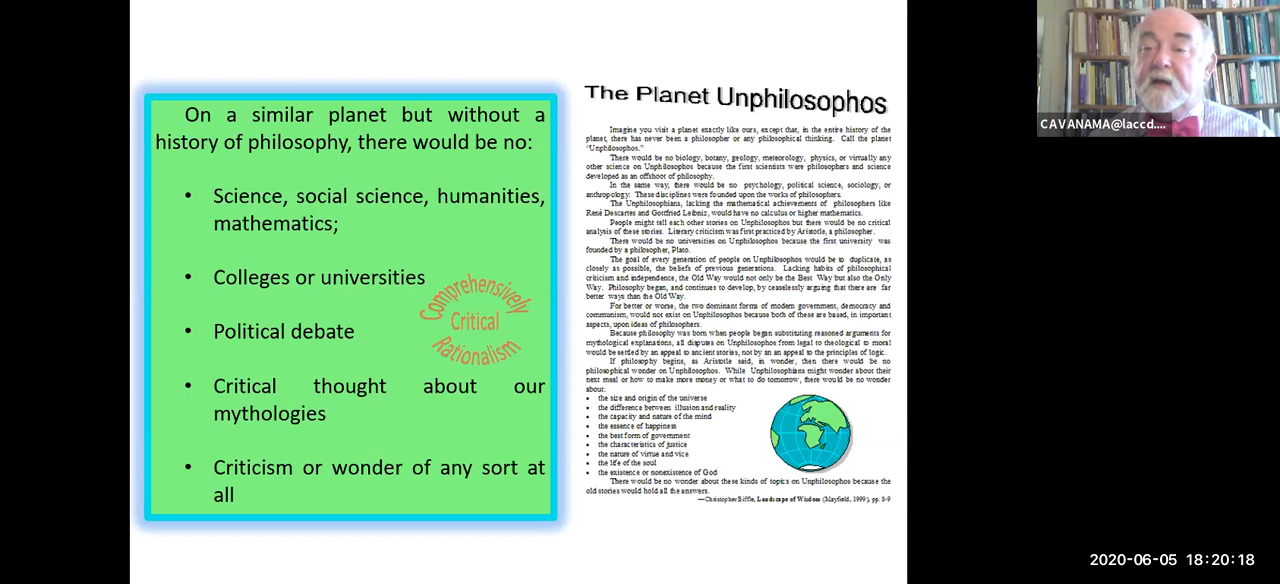 On a similar planet but without a
history of philosophy, there would be no:
• Science, social science, humanities,
mathematics;
• Colleges or universities
• Political debate
• Critical thought about our
mythologies
• Criticism or wonder of any sort at
all
Comprehensively
Critical
Rationalism
The Planet Unphilosophos
Imagine you visit a planet exactly like ours, except that, in the entire history of the
planet, there has never been a philosopher or any philosophical thinking. Call the planet
"Unphilosophos."
There would be no biology, botany, geology, meteorology, physics, or virtually any
other science on Unphilosophos because the first scientists were philosophers and science
developed as an offshoot of philosophy.
In the same way, there would be no psychology, political science, sociology, or
anthropology. These disciplines were founded upon the works of philosophers.
The Unphilosophians, lacking the mathematical achievements of philosophers like
René Descartes and Gottfried Leibniz, would have no calculus or higher mathematics.
People might tell each other stories on Unphilosophos but there would be no critical
analysis of these stories. Literary criticism was first practiced by Aristotle, a philosopher.
There would be no universities on Unphilosophos because the first university was
founded by a philosopher, Plato.
The goal of every generation of people on Unphilosophos would be to duplicate, as
closely as possible, the beliefs of previous generations. Lacking habits of philosophical
criticism and independence, the Old Way would not only be the Best Way but also the Only
Way. Philosophy began, and continues to develop, by ceaselessly arguing that there are far
better ways than the Old Way.
For better or worse, the two dominant forms of modern government, democracy and
communism, would not exist on Unphilosophos because both of these are based, in important
aspects, upon ideas of philosophers.
Because philosophy was born when people began substituting reasoned arguments for
mythological explanations, all disputes on Unphilosophos from legal to theological to moral
would be settled by an appeal to ancient stories, not by an an appeal to the principles of logic.
If philosophy begins, as Aristotle said, in wonder, then there would be no
philosophical wonder on Unphilosophos. While Unphilosophians might wonder about their
next meal or how to make more money or what to do tomorrow, there would be no wonder
about:
• the size and origin of the universe
• the difference between illusion and reality
• the capacity and nature of the mind
• the essence of happiness
• the best form of government
• the characteristics of justice
• the nature of virtue and vice
• the life of the soul
• the existence or nonexistence of God
There would be no wonder about these kinds of topics on Unphilosophos because the
old stories would hold all the answers.
—Christopher Biffle, Landscape of Wisdom (Mayfield, 1999), pp. 8-9
CAVANAMA@laccd....
2020-06-05 18:20:18